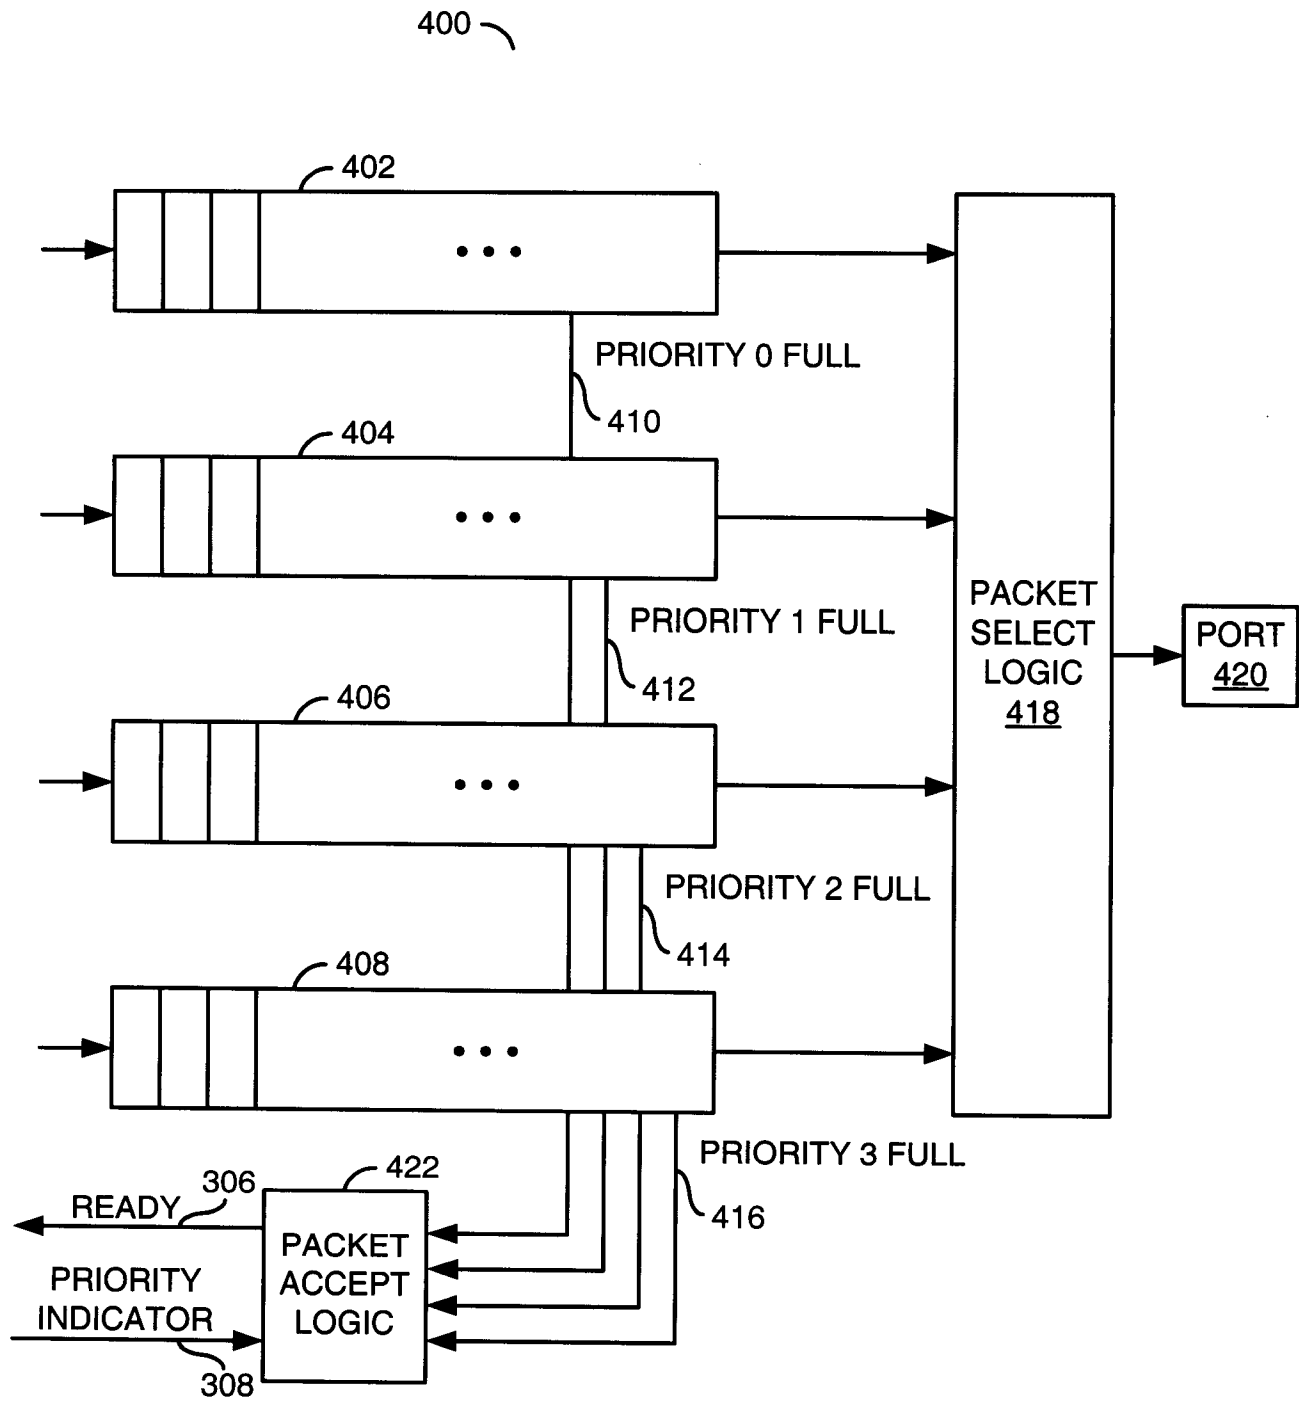 400
402
PRIORITY 0 FULL
410
404
PRIORITY 1 FULL
412
406
PRIORITY 2 FULL
414
408
PRIORITY 3 FULL
416
PACKET
SELECT
LOGIC
418
PORT
420
422
READY
306
PACKET
ACCEPT
LOGIC
PRIORITY
INDICATOR
308